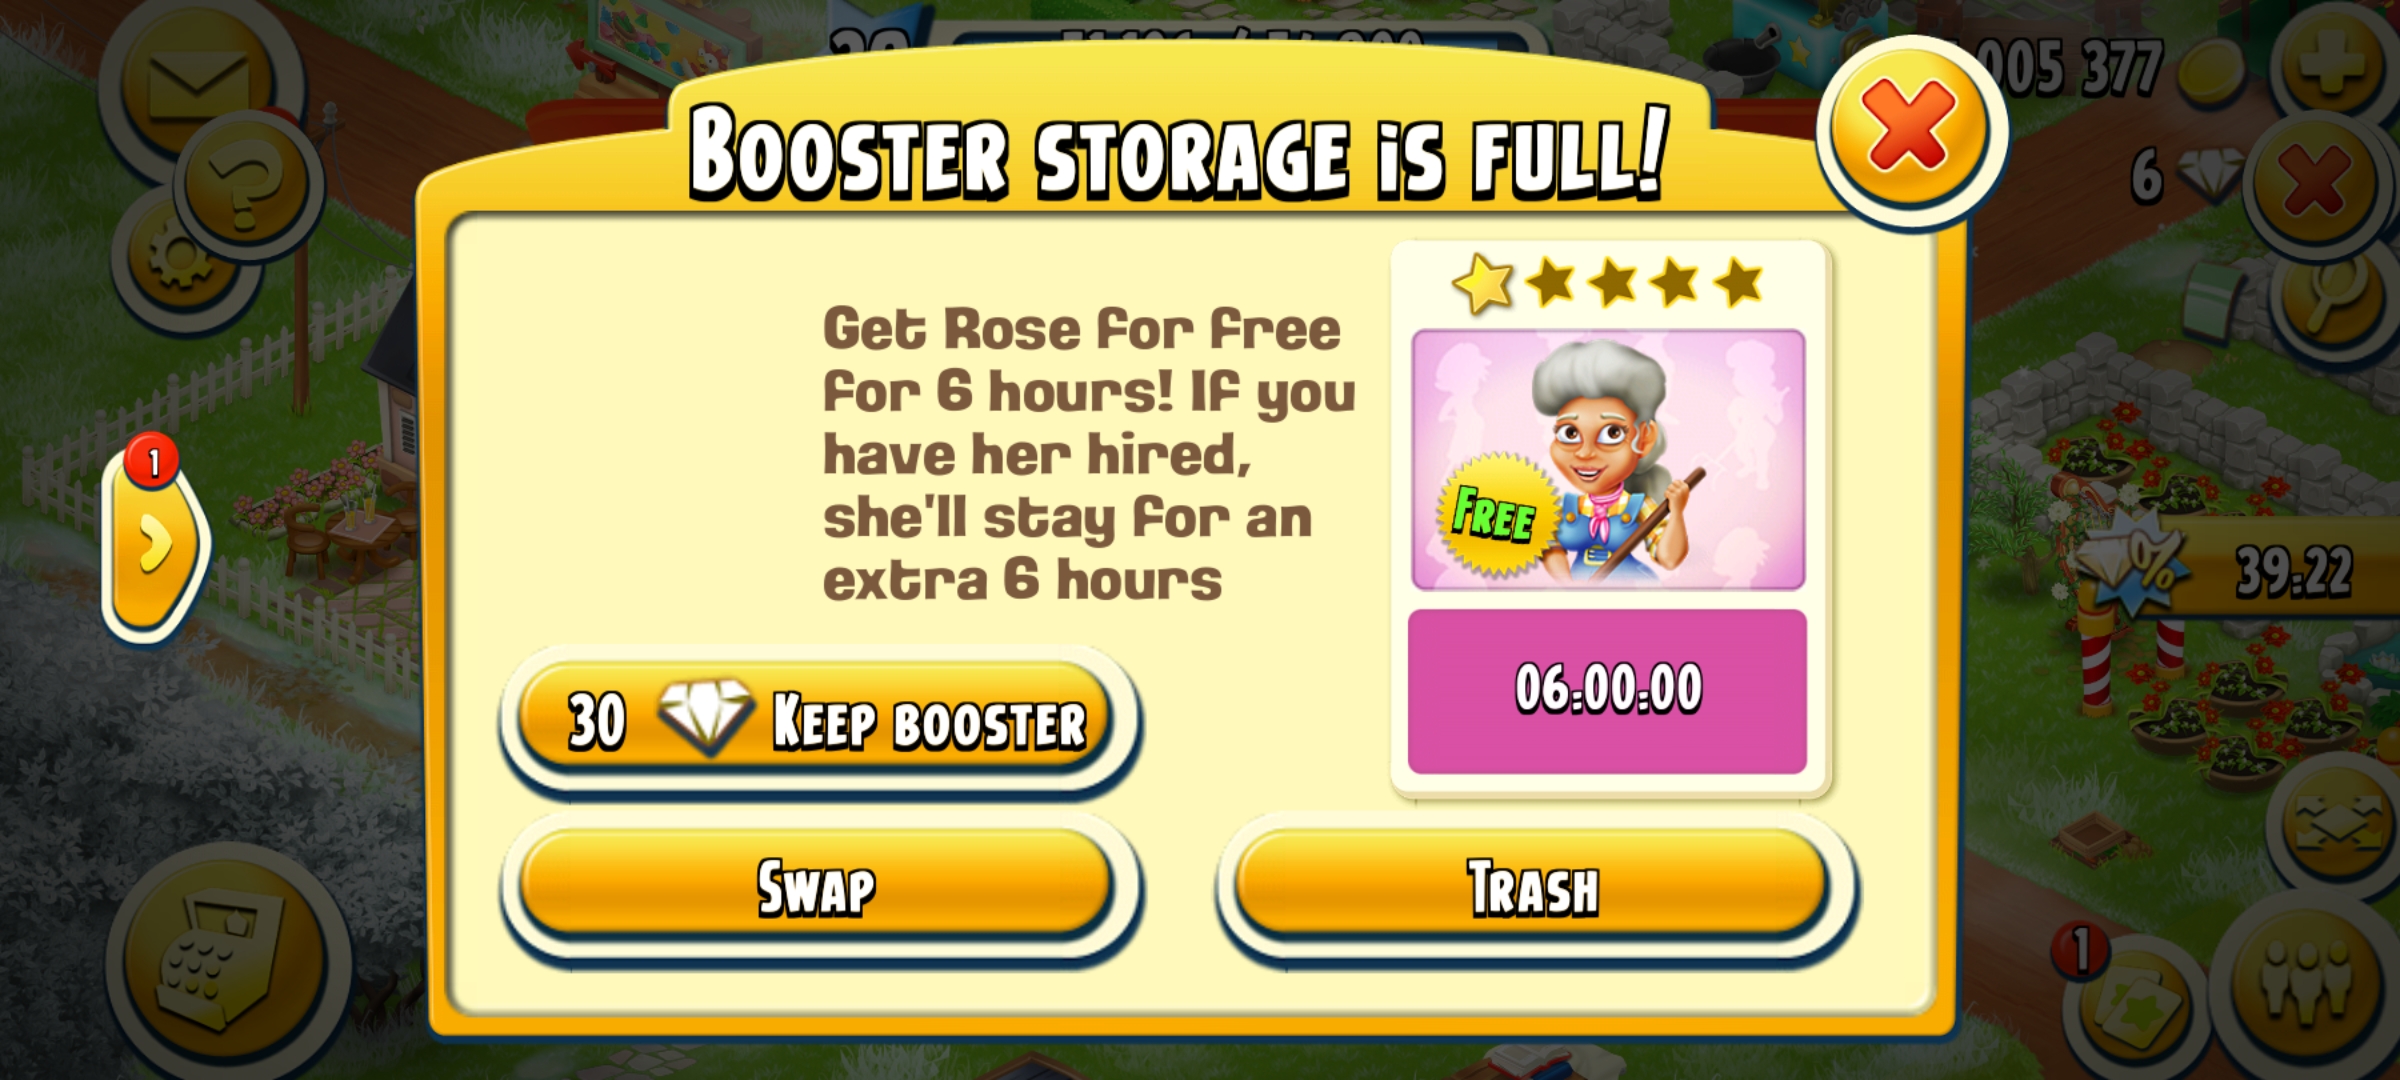 BOOSTER STORAGE IS FULL!
005 377
6
Get Rose for free
for 6 hours! If you
have her hired,
she'll stay for an
extra 6 hours
FREE
06:00:00
1
%
39:22
30 KEEP BOOSTER
SWAP
TRASH
1